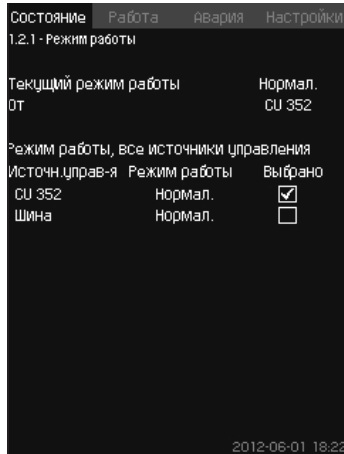 Состояние Работа Авария Настройки
1.2.1 - Режим работы
Текущий режим работы Нормал.
От CU 352
Режим работы, все источники управления
Источн.управ-я Режим работы Выбрано
CU 352 Нормал.
Шина Нормал.
2012-06-01 18:22